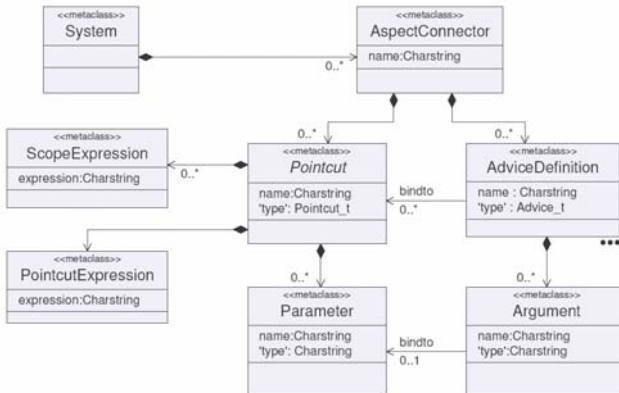 <<metaclass>>
System
<<metaclass>>
AspectConnector
name:Charstring
0..*
0..*
0..*
<<metaclass>>
ScopeExpression
expression:Charstring
0..*
<<metaclass>>
Pointcut
name:Charstring
'type': Pointcut_t
bindto
0..*
<<metaclass>>
AdviceDefinition
name : Charstring
'type' : Advice_t
<<metaclass>>
PointcutExpression
expression:Charstring
0..*
0..*
<<metaclass>>
Parameter
name:Charstring
'type': Charstring
bindto
0..1
<<metaclass>>
Argument
name:Charstring
'type':Charstring